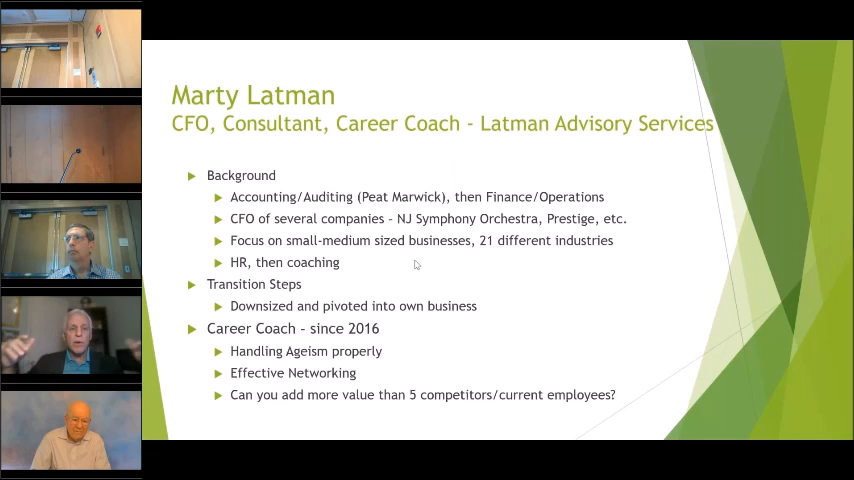 Marty Latman
CFO, Consultant, Career Coach - Latman Advisory Services
Background
Accounting/Auditing (Peat Marwick), then Finance/Operations
CFO of several companies – NJ Symphony Orchestra, Prestige, etc.
Focus on small-medium sized businesses, 21 different industries
HR, then coaching
Transition Steps
Downsized and pivoted into own business
Career Coach – since 2016
Handling Ageism properly
Effective Networking
Can you add more value than 5 competitors/current employees?